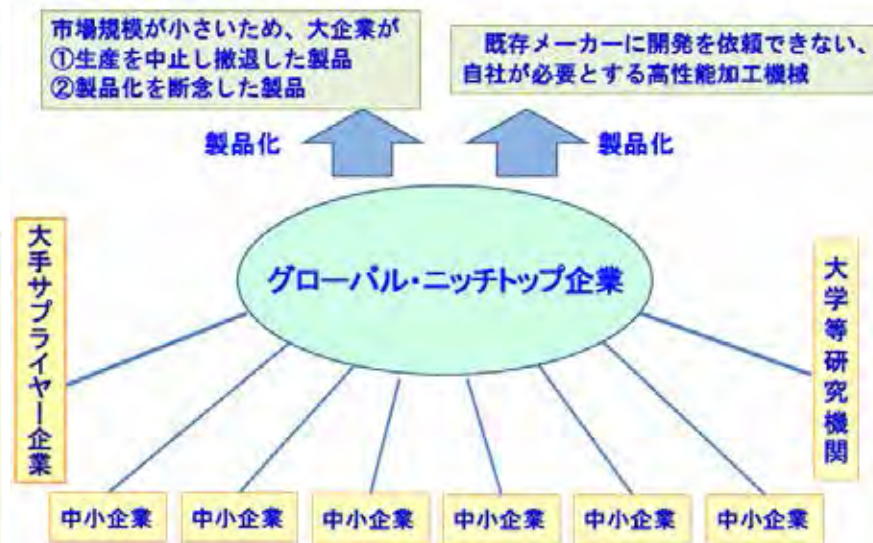 市場規模が小さいため、大企業が
①生産を中止し撤退した製品
②製品化を断念した製品
既存メーカーに開発を依頼できない、
自社が必要とする高性能加工機械
製品化
製品化
グローバル・ニッチトップ企業
大手サプライヤー企業
大学等研究機関
中小企業
中小企業
中小企業
中小企業
中小企業
中小企業